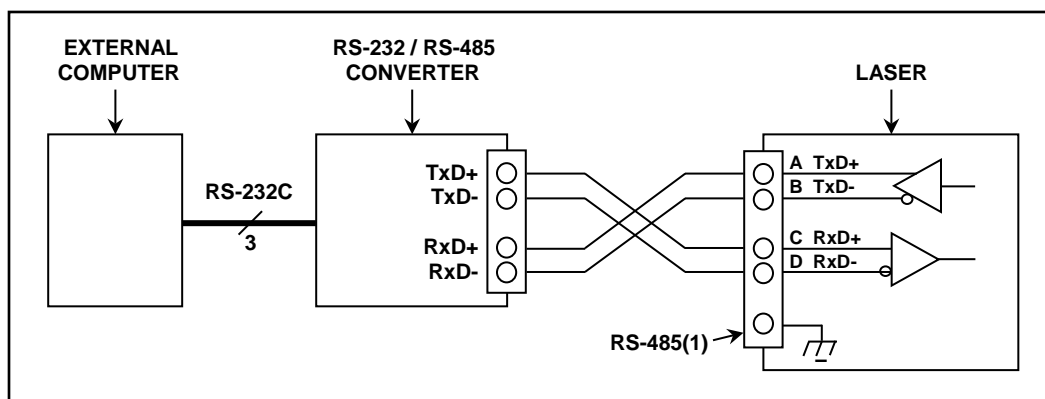 EXTERNAL
COMPUTER
RS-232 / RS-485
CONVERTER
LASER
RS-232C
3
TxD+
TxD-
RxD+
RxD-
A TxD+
B TxD-
C RxD+
D RxD-
RS-485(1)